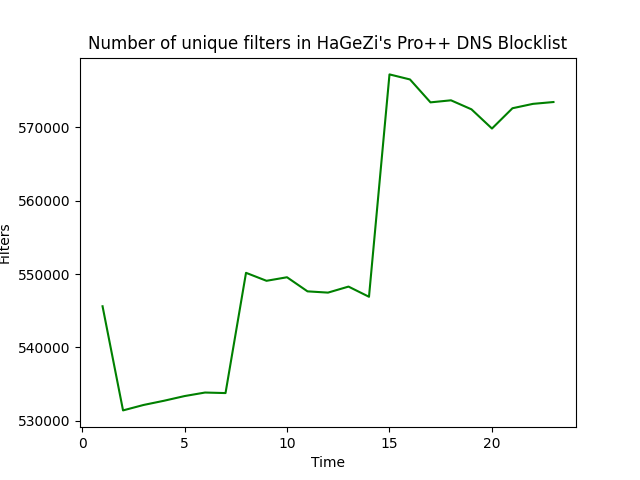 Number of unique filters in HaGeZi's Pro++ DNS Blocklist
570000
560000
550000
540000
530000
Filters
0 5 10 15 20
Time